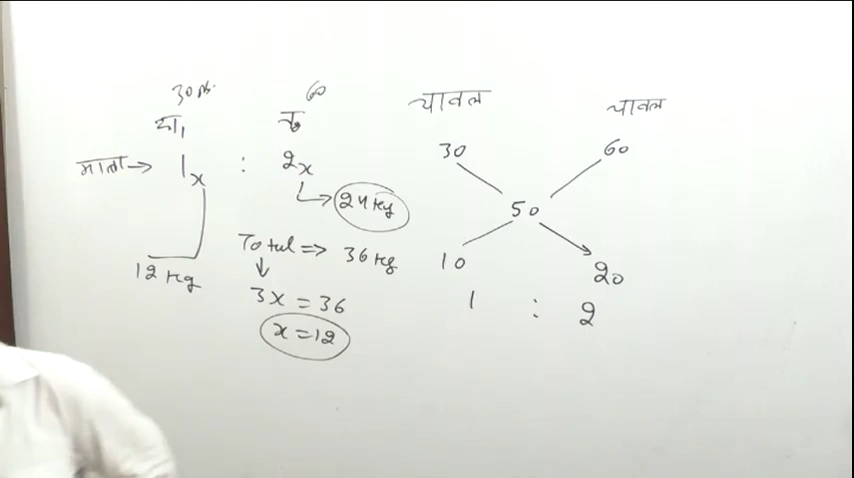 30 रु. 60
माला → 1x : 2x
24 kg
12 kg
Total => 36 kg
3x = 36
x = 12
चावल चावल
30 60
50
10 20
1 : 2